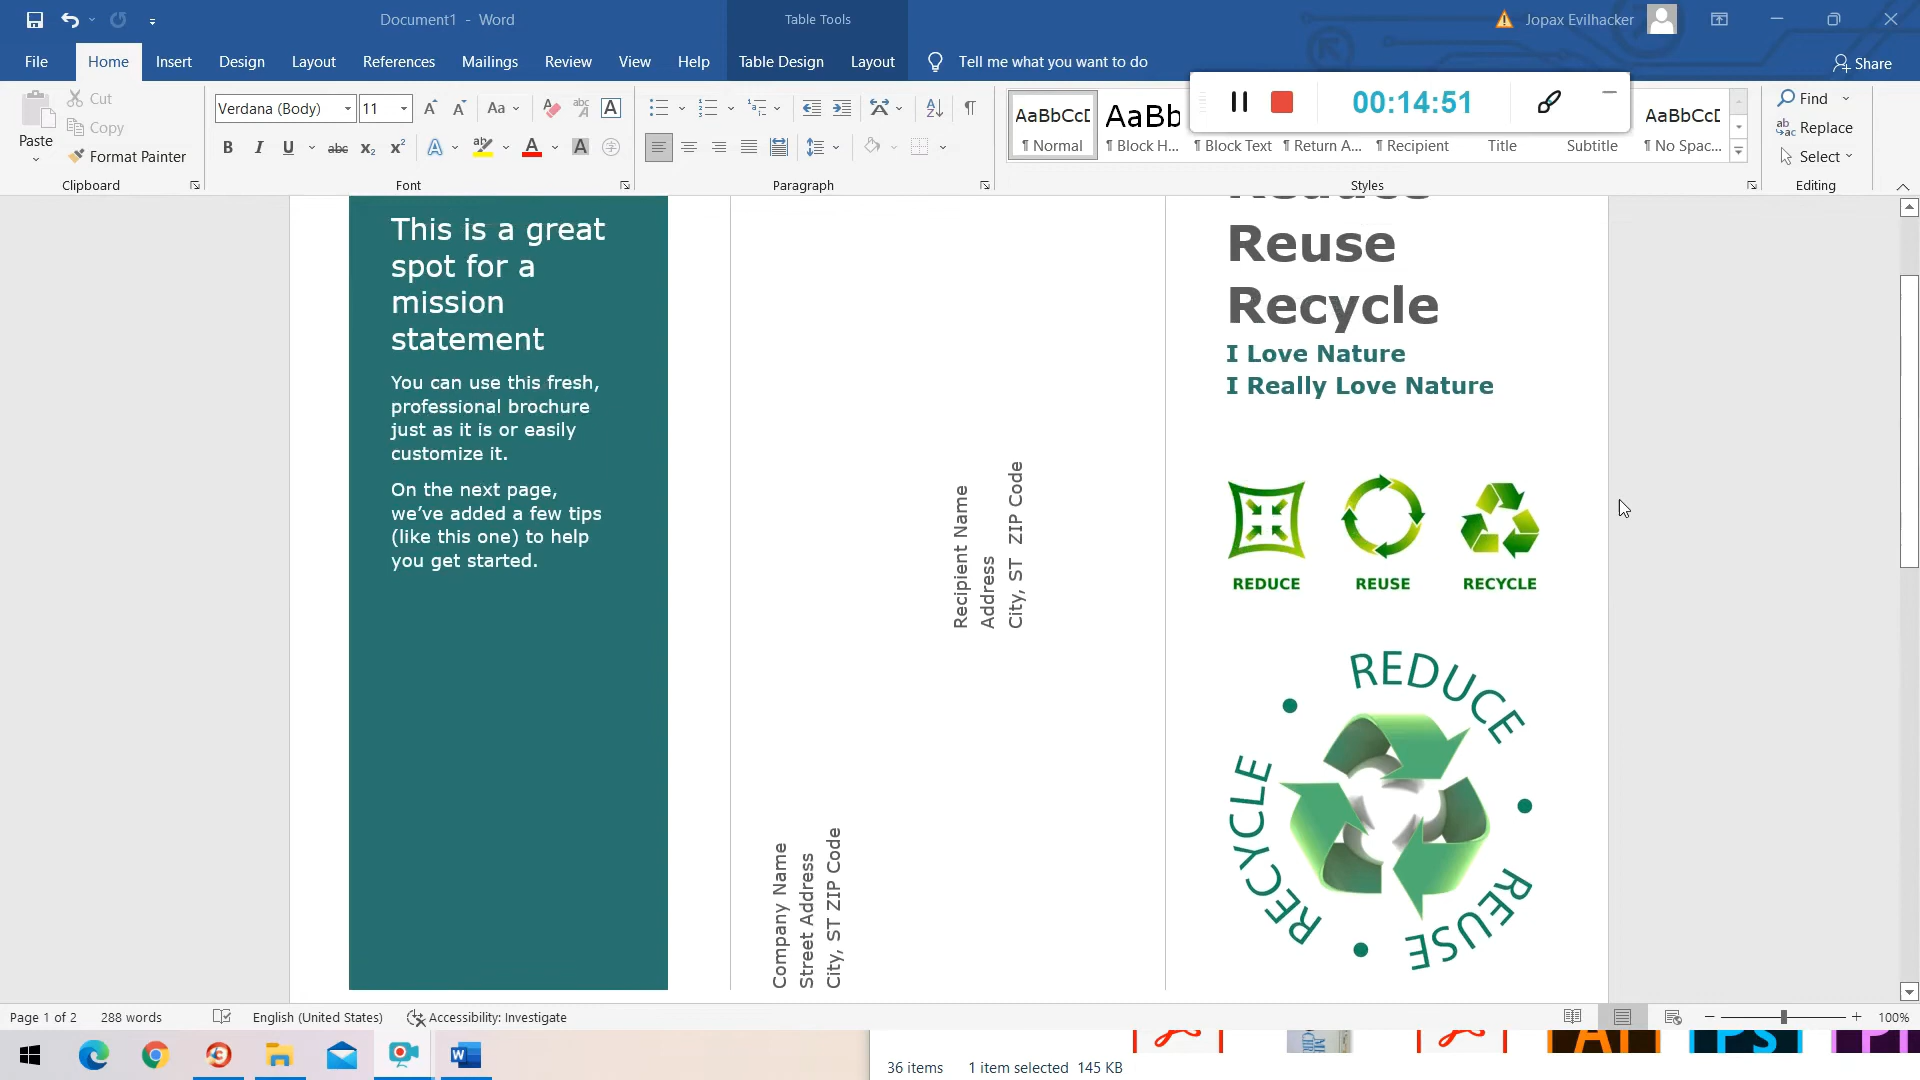 Document1 - Word
Table Tools
Jopax Evilhacker
File
Home
Insert
Design
Layout
References
Mailings
Review
View
Help
Table Design
Layout
Tell me what you want to do
Share
Paste
Cut
Copy
Format Painter
Clipboard
Verdana (Body)
11
Font
Paragraph
AaBbCcD
¶ Normal
AaBb
¶ Block H...
¶ Block Text
¶ Return A...
¶ Recipient
Title
Subtitle
AaBbCcD
¶ No Spac...
Styles
00:14:51
Find
Replace
Select
Editing
This is a great
spot for a
mission
statement
You can use this fresh,
professional brochure
just as it is or easily
customize it.
On the next page,
we’ve added a few tips
(like this one) to help
you get started.
Recipient Name
Address
City, ST ZIP Code
Company Name
Street Address
City, ST ZIP Code
Reduce
Reuse
Recycle
I Love Nature
I Really Love Nature
REDUCE
REUSE
RECYCLE
REDUCE
REUSE
RECYCLE
Page 1 of 2
288 words
English (United States)
Accessibility: Investigate
100%
36 items
1 item selected 145 KB